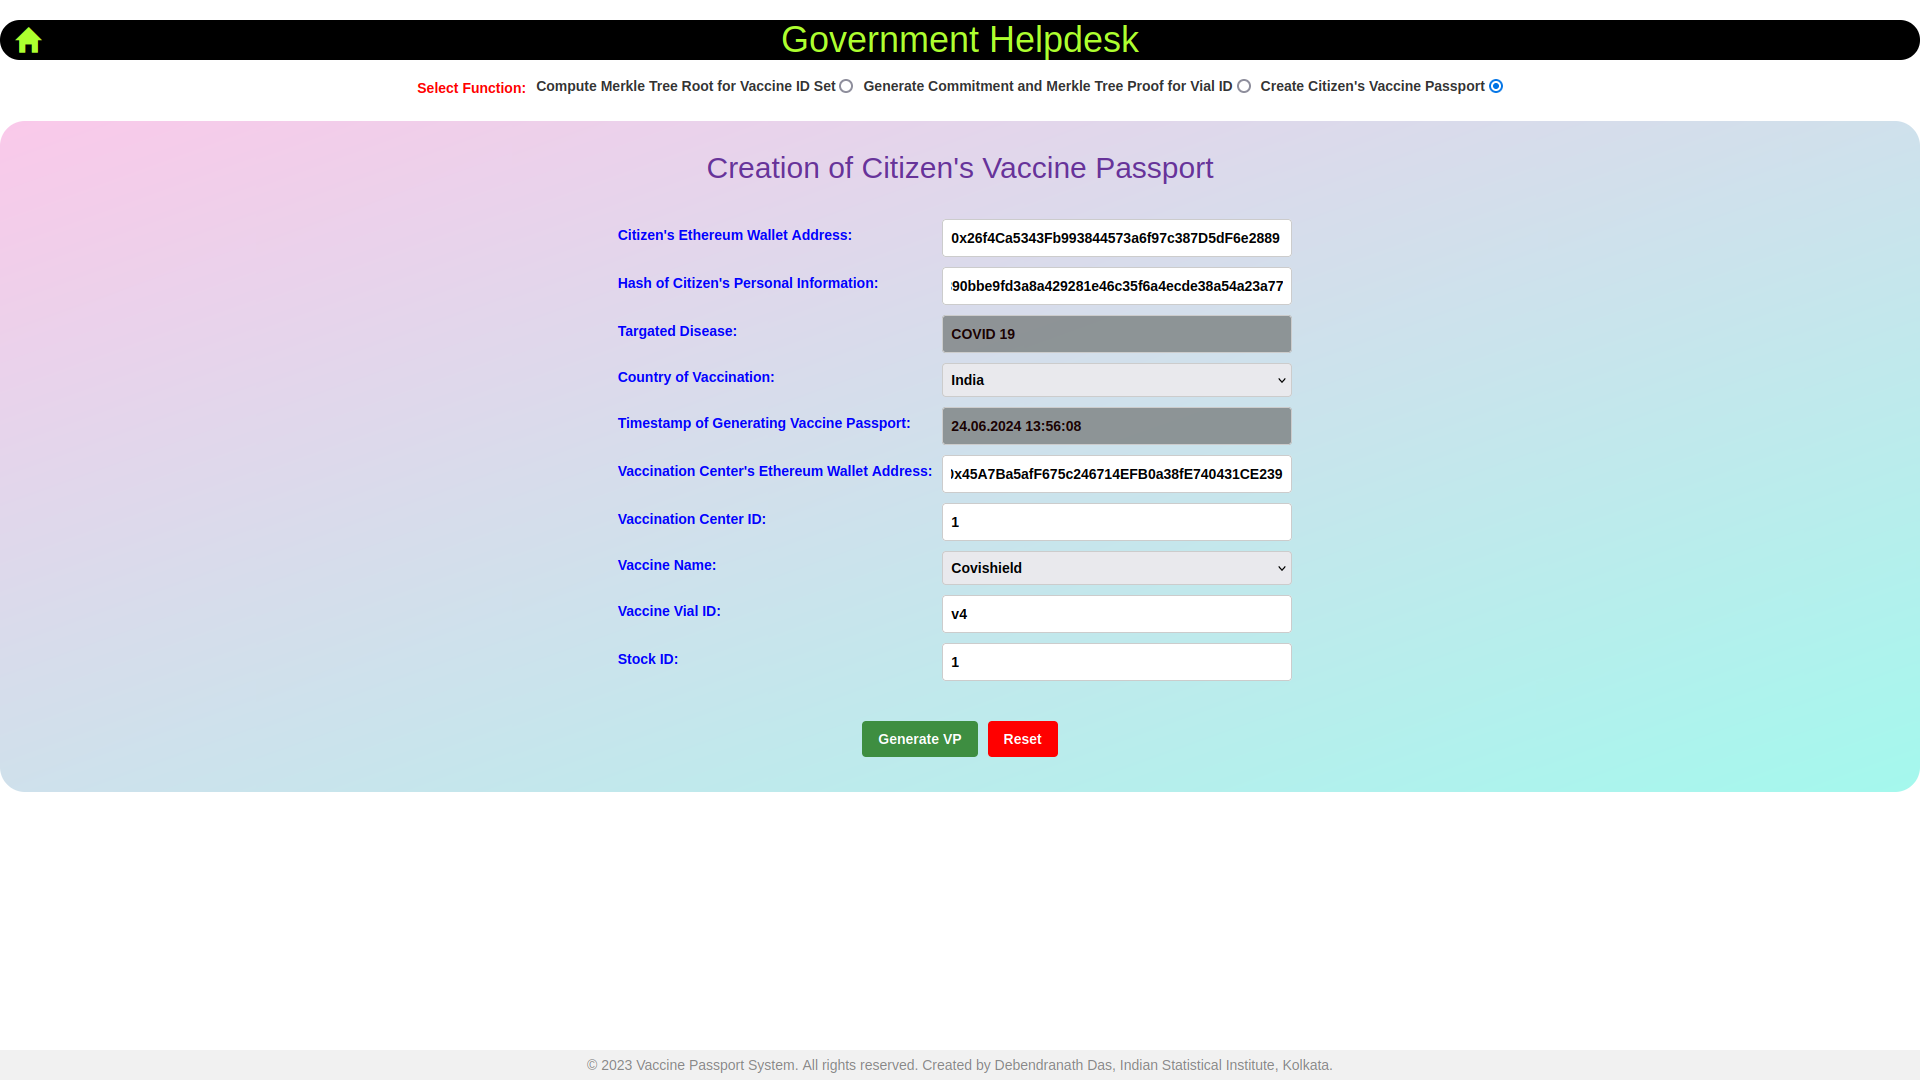 Government Helpdesk
Select Function: Compute Merkle Tree Root for Vaccine ID Set Generate Commitment and Merkle Tree Proof for Vial ID Create Citizen's Vaccine Passport
Creation of Citizen's Vaccine Passport
Citizen's Ethereum Wallet Address: 0x26f4Ca5343Fb993844573a6f97c387D5dF6e2889
Hash of Citizen's Personal Information: 90bbe9fd3a8a429281e46c35f6a4ecde38a54a23a77
Targated Disease: COVID 19
Country of Vaccination: India
Timestamp of Generating Vaccine Passport: 24.06.2024 13:56:08
Vaccination Center's Ethereum Wallet Address: 0x45A7Ba5afF675c246714EFB0a38fE740431CE239
Vaccination Center ID: 1
Vaccine Name: Covishield
Vaccine Vial ID: v4
Stock ID: 1
Generate VP Reset
© 2023 Vaccine Passport System. All rights reserved. Created by Debendranath Das, Indian Statistical Institute, Kolkata.